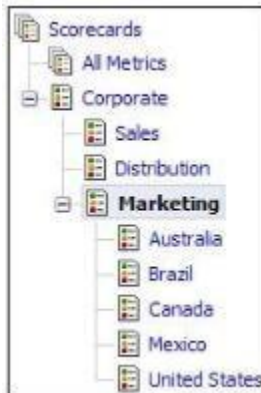 Scorecards
All Metrics
Corporate
Sales
Distribution
Marketing
Australia
Brazil
Canada
Mexico
United States